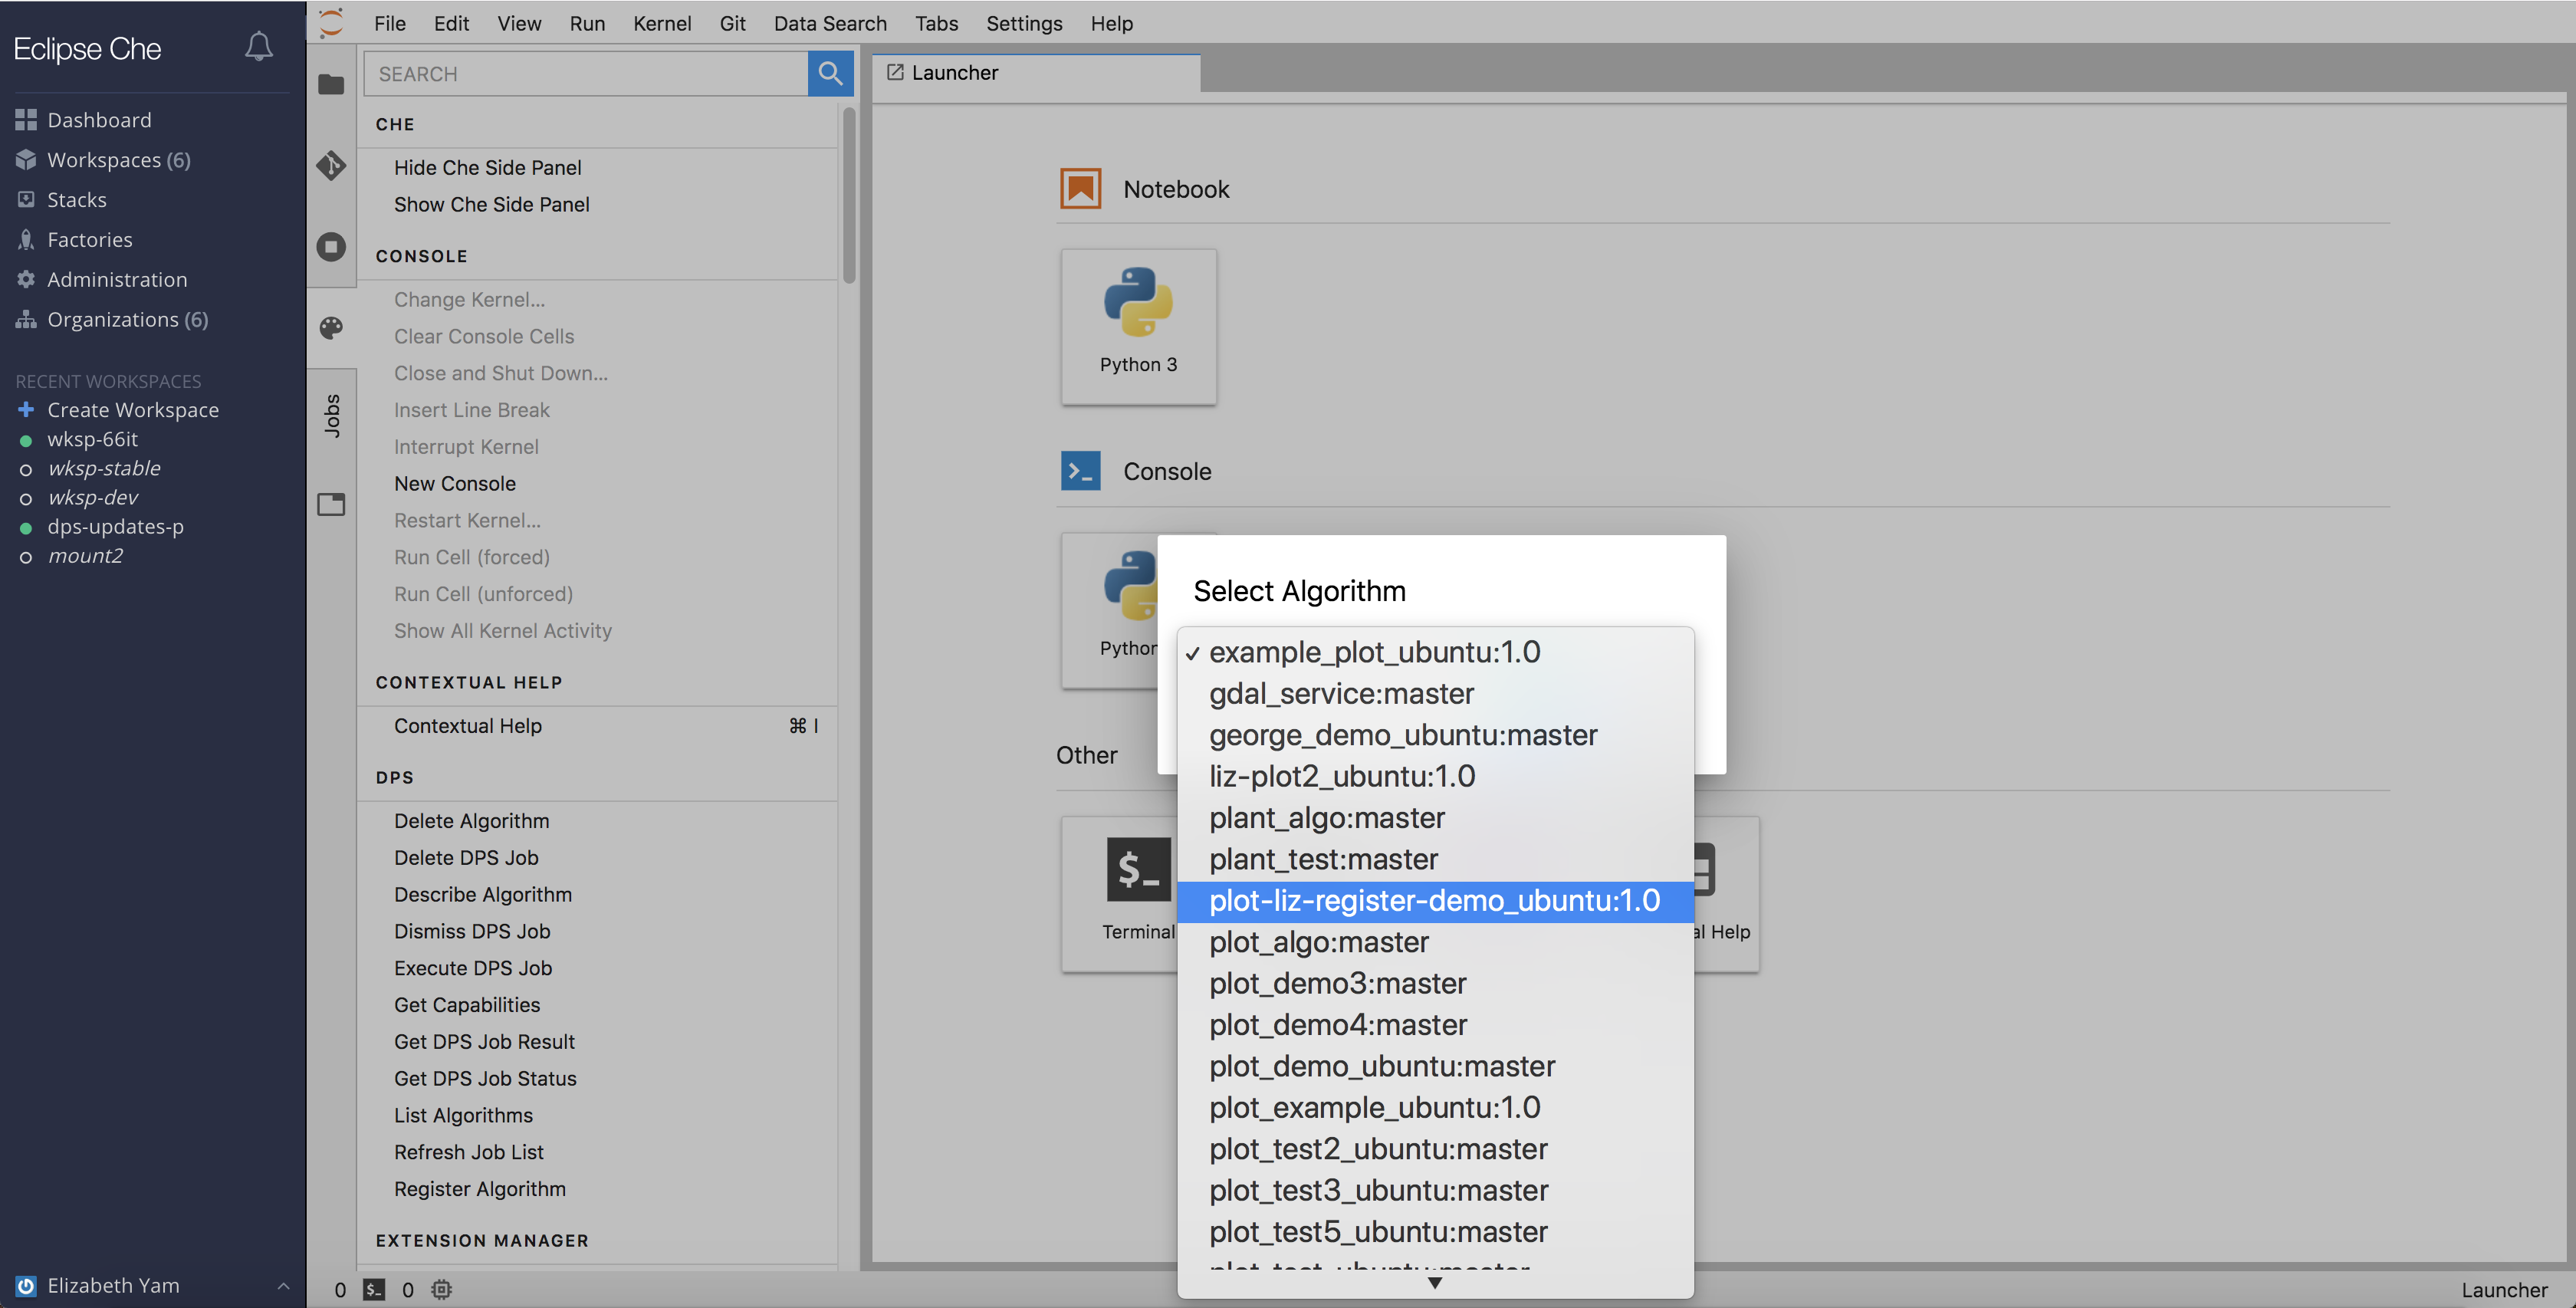 Eclipse Che
Dashboard
Workspaces (6)
Stacks
Factories
Administration
Organizations (6)
RECENT WORKSPACES
Create Workspace
wksp-66it
wksp-stable
wksp-dev
dps-updates-p
mount2
Elizabeth Yam
File Edit View Run Kernel Git Data Search Tabs Settings Help
Jobs
SEARCH
CHE
Hide Che Side Panel
Show Che Side Panel
CONSOLE
Change Kernel...
Clear Console Cells
Close and Shut Down...
Insert Line Break
Interrupt Kernel
New Console
Restart Kernel...
Run Cell (forced)
Run Cell (unforced)
Show All Kernel Activity
CONTEXTUAL HELP
Contextual Help ⌘ I
DPS
Delete Algorithm
Delete DPS Job
Describe Algorithm
Dismiss DPS Job
Execute DPS Job
Get Capabilities
Get DPS Job Result
Get DPS Job Status
List Algorithms
Refresh Job List
Register Algorithm
EXTENSION MANAGER
Launcher
Notebook
Python 3
Console
Python
Other
$_
Terminal
al Help
Select Algorithm
✓ example_plot_ubuntu:1.0
gdal_service:master
george_demo_ubuntu:master
liz-plot2_ubuntu:1.0
plant_algo:master
plant_test:master
plot-liz-register-demo_ubuntu:1.0
plot_algo:master
plot_demo3:master
plot_demo4:master
plot_demo_ubuntu:master
plot_example_ubuntu:1.0
plot_test2_ubuntu:master
plot_test3_ubuntu:master
plot_test5_ubuntu:master
plot_test_ubuntu:master
0 $_ 0
Launcher